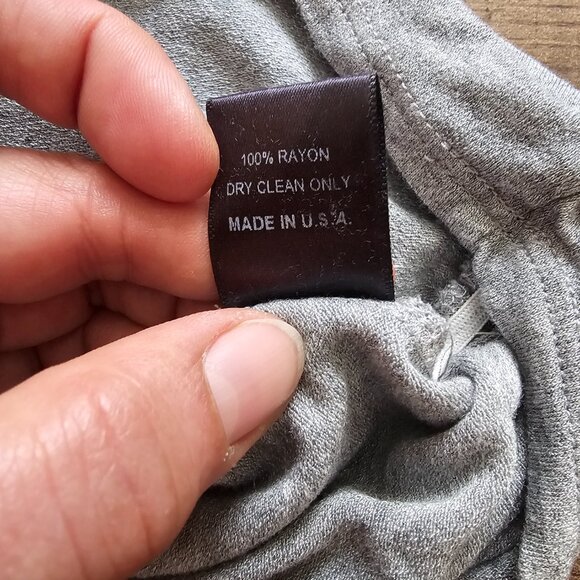 100% RAYON
DRY CLEAN ONLY
MADE IN U.S.A.